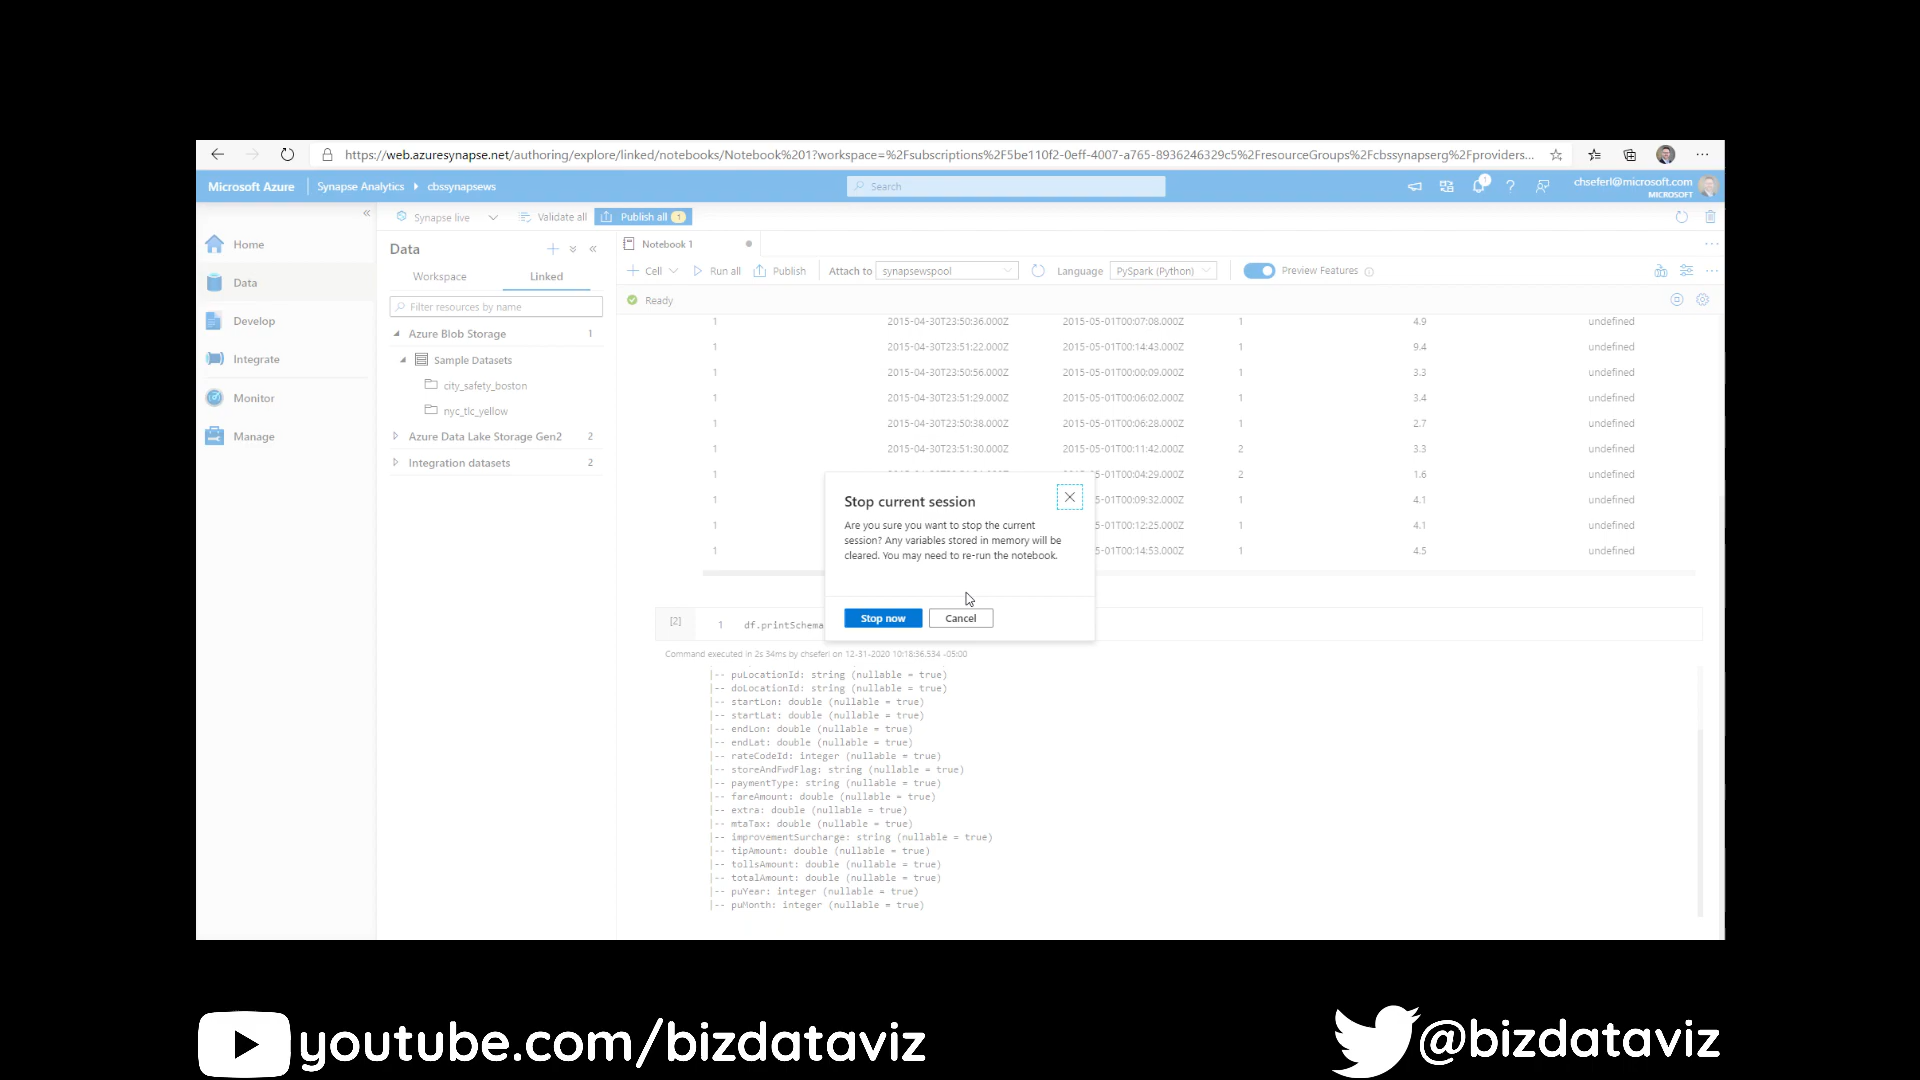 https://web.azuresynapse.net/authoring/explore/linked/notebooks/Notebook%201?workspace=%2Fsubscriptions%2F5be110f2-0eff-4007-a765-8936246329c5%2FresourceGroups%2Fcbssynapserg%2Fproviders...
Microsoft Azure Synapse Analytics cbssynapsews Search 1 chseferl@microsoft.com
MICROSOFT
Synapse live Validate all Publish all 1
Home
Data
Develop
Integrate
Monitor
Manage
Data
Workspace Linked
Filter resources by name
Azure Blob Storage 1
Sample Datasets
city_safety_boston
nyc_tlc_yellow
Azure Data Lake Storage Gen2 2
Integration datasets 2
Notebook 1
Cell Run all Publish Attach to synapsewspool Language PySpark (Python) Preview Features
Ready
1 2015-04-30T23:50:36.000Z 2015-05-01T00:07:08.000Z 1 4.9 undefined
1 2015-04-30T23:51:22.000Z 2015-05-01T00:14:43.000Z 1 9.4 undefined
1 2015-04-30T23:50:56.000Z 2015-05-01T00:00:09.000Z 1 3.3 undefined
1 2015-04-30T23:51:29.000Z 2015-05-01T00:06:02.000Z 1 3.4 undefined
1 2015-04-30T23:50:38.000Z 2015-05-01T00:06:28.000Z 1 2.7 undefined
1 2015-04-30T23:51:30.000Z 2015-05-01T00:11:42.000Z 2 3.3 undefined
1 5-01T00:04:29.000Z 2 1.6 undefined
1 5-01T00:09:32.000Z 1 4.1 undefined
1 5-01T00:12:25.000Z 1 4.1 undefined
1 5-01T00:14:53.000Z 1 4.5 undefined
Stop current session
Are you sure you want to stop the current
session? Any variables stored in memory will be
cleared. You may need to re-run the notebook.
Stop now Cancel
[2] 1 df.printSchema
Command executed in 2s 34ms by chseferl on 12-31-2020 10:18:36.534 -05:00
|-- puLocationId: string (nullable = true)
|-- doLocationId: string (nullable = true)
|-- startLon: double (nullable = true)
|-- startLat: double (nullable = true)
|-- endLon: double (nullable = true)
|-- endLat: double (nullable = true)
|-- rateCodeId: integer (nullable = true)
|-- storeAndFwdFlag: string (nullable = true)
|-- paymentType: string (nullable = true)
|-- fareAmount: double (nullable = true)
|-- extra: double (nullable = true)
|-- mtaTax: double (nullable = true)
|-- improvementSurcharge: string (nullable = true)
|-- tipAmount: double (nullable = true)
|-- tollsAmount: double (nullable = true)
|-- totalAmount: double (nullable = true)
|-- puYear: integer (nullable = true)
|-- puMonth: integer (nullable = true)
youtube.com/bizdataviz
@bizdataviz